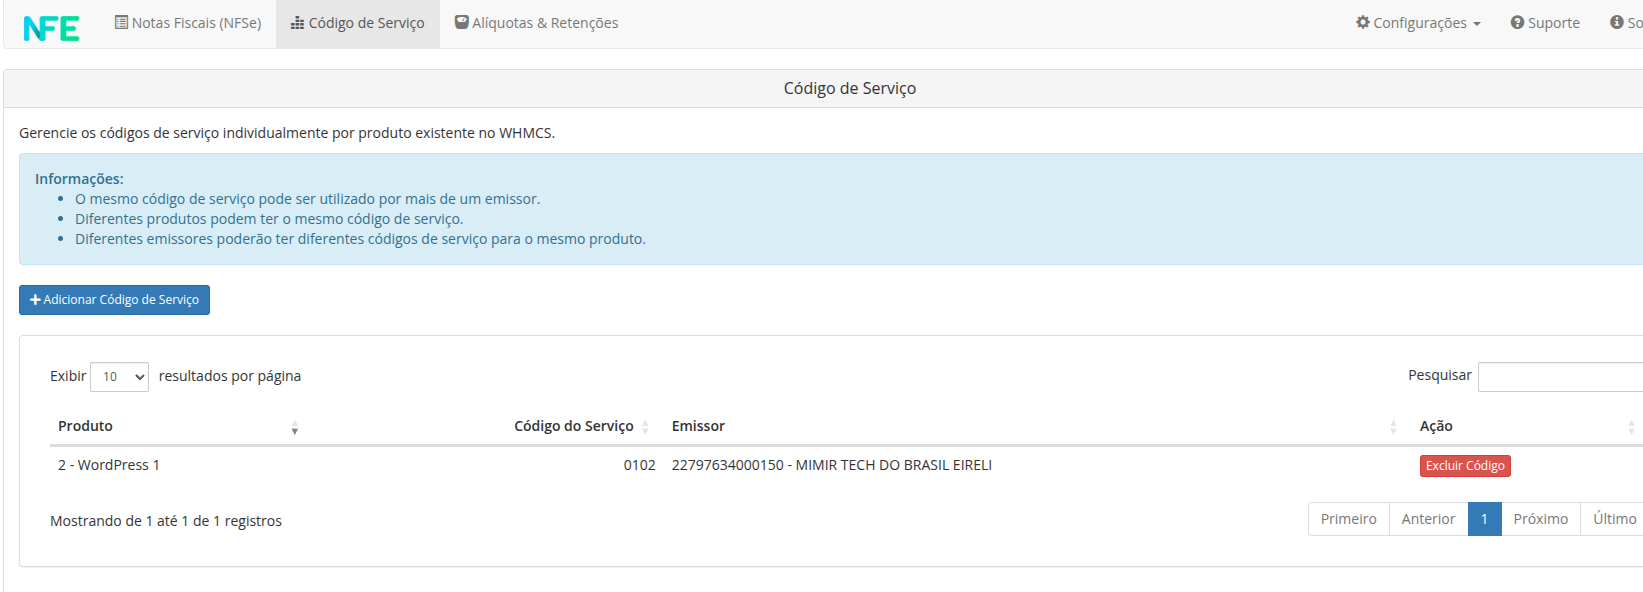 NFE Notas Fiscais (NFSe) Código de Serviço Alíquotas & Retenções Configurações Suporte So
Código de Serviço
Gerencie os códigos de serviço individualmente por produto existente no WHMCS.
Informações:
• O mesmo código de serviço pode ser utilizado por mais de um emissor.
• Diferentes produtos podem ter o mesmo código de serviço.
• Diferentes emissores poderão ter diferentes códigos de serviço para o mesmo produto.
+ Adicionar Código de Serviço
Exibir 10 resultados por página Pesquisar
Produto Código do Serviço Emissor Ação
2 - WordPress 1 0102 22797634000150 - MIMIR TECH DO BRASIL EIRELI Excluir Código
Mostrando de 1 até 1 de 1 registros Primeiro Anterior 1 Próximo Último